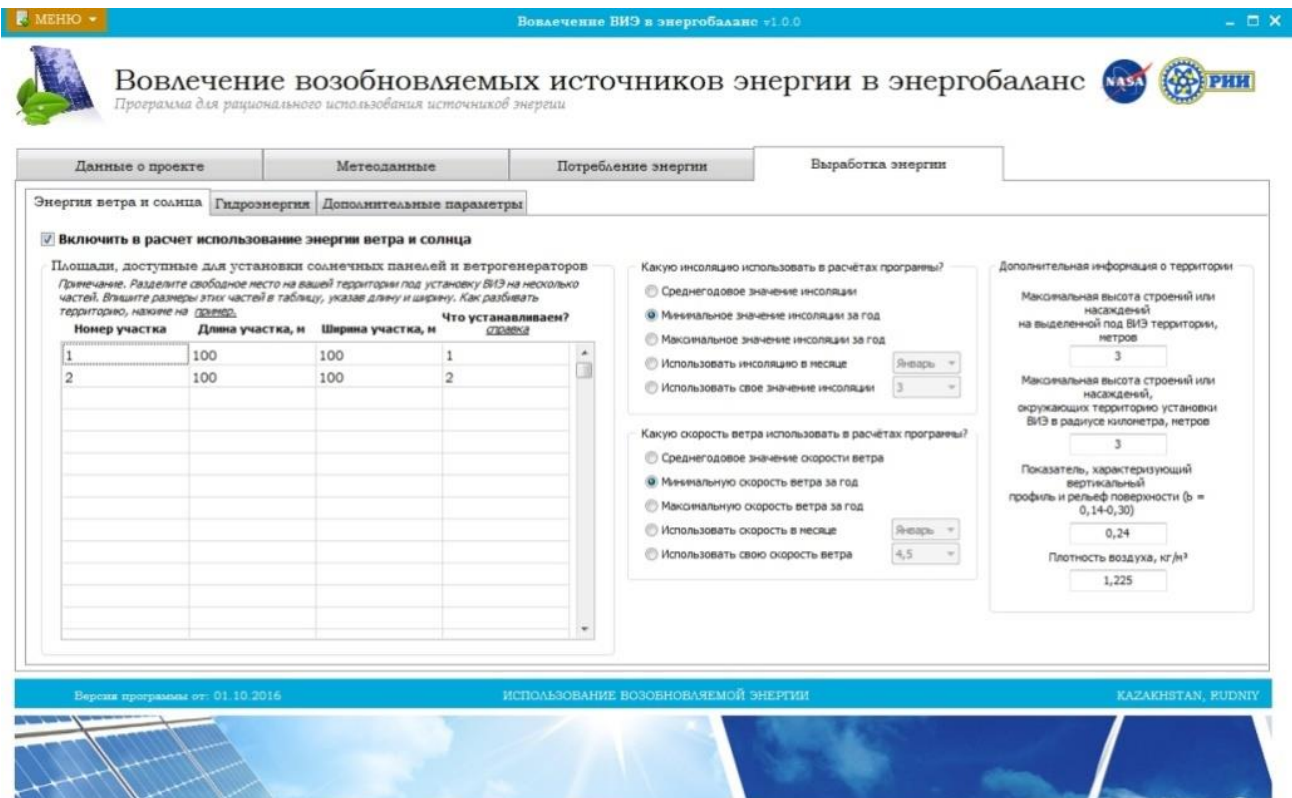 МЕНЮ
Вовлечение ВИЭ в энергобаланс v1.0.0
Вовлечение возобновляемых источников энергии в энергобаланс
NASA
РИИ
Программа для рационального использования источников энергии
Данные о проекте
Метеоданные
Потребление энергии
Выработка энергии
Энергия ветра и солнца
Гидроэнергия
Дополнительные параметры
Включить в расчет использование энергии ветра и солнца
Площади, доступные для установки солнечных панелей и ветрогенераторов
Примечание. Разделите свободное место на вашей территории под установку ВИЭ на несколько
частей. Впишите размеры этих частей в таблицу, указав длину и ширину. Как разбивать
территорию, нажмите на пример.
Что устанавливаем?
Номер участка Длина участка, м Ширина участка, м справка
1 100 100 1
2 100 100 2
Какую инсоляцию использовать в расчётах программы?
Среднегодовое значение инсоляции
Минимальное значение инсоляции за год
Максимальное значение инсоляции за год
Использовать инсоляцию в месяце Январь
Использовать свое значение инсоляции 3
Какую скорость ветра использовать в расчётах программы?
Среднегодовое значение скорости ветра
Минимальную скорость ветра за год
Максимальную скорость ветра за год
Использовать скорость в месяце Январь
Использовать свою скорость ветра 4,5
Дополнительная информация о территории
Максимальная высота строений или
насаждений
на выделенной под ВИЭ территории,
метров
3
Максимальная высота строений или
насаждений,
окружающих территорию установки
ВИЭ в радиусе километра, метров
3
Показатель, характеризующий
вертикальный
профиль и рельеф поверхности (b =
0,14-0,30)
0,24
Плотность воздуха, кг/м³
1,225
Версия программы от: 01.10.2016
ИСПОЛЬЗОВАНИЕ ВОЗОБНОВЛЯЕМОЙ ЭНЕРГИИ
KAZAKHSTAN, RUDNIY